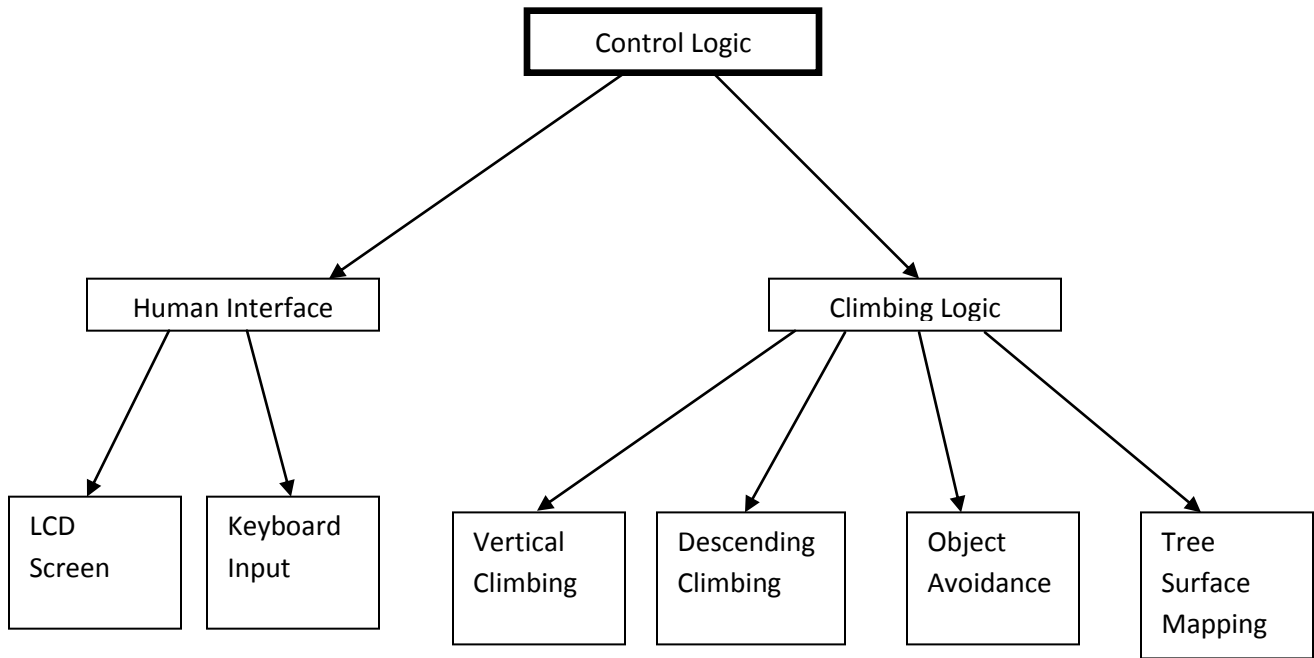 Control Logic
Human Interface
Climbing Logic
LCD
Screen
Keyboard
Input
Vertical
Climbing
Descending
Climbing
Object
Avoidance
Tree
Surface
Mapping